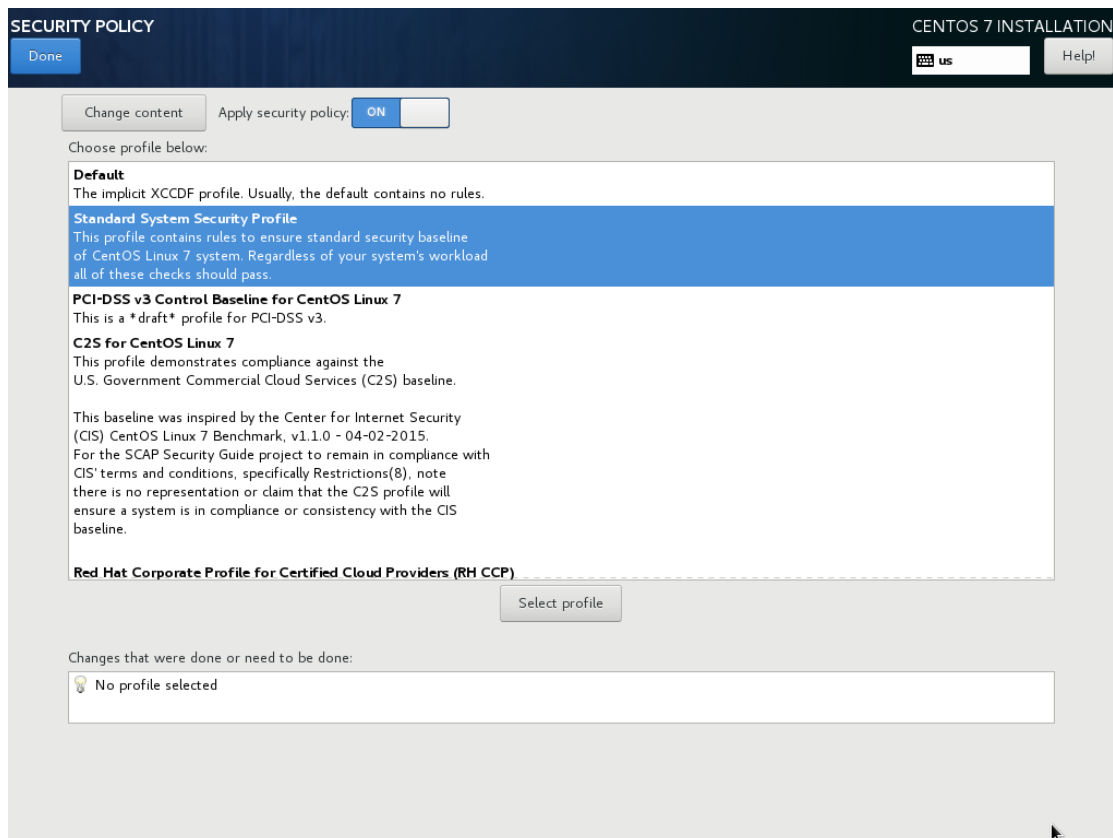 SECURITY POLICY
CENTOS 7 INSTALLATION
Done
us
Help!
Change content
Apply security policy:
ON
Choose profile below:
Default
The implicit XCCDF profile. Usually, the default contains no rules.
Standard System Security Profile
This profile contains rules to ensure standard security baseline
of CentOS Linux 7 system. Regardless of your system's workload
all of these checks should pass.
PCI-DSS v3 Control Baseline for CentOS Linux 7
This is a *draft* profile for PCI-DSS v3.
C2S for CentOS Linux 7
This profile demonstrates compliance against the
U.S. Government Commercial Cloud Services (C2S) baseline.
This baseline was inspired by the Center for Internet Security
(CIS) CentOS Linux 7 Benchmark, v1.1.0 - 04-02-2015.
For the SCAP Security Guide project to remain in compliance with
CIS' terms and conditions, specifically Restrictions(8), note
there is no representation or claim that the C2S profile will
ensure a system is in compliance or consistency with the CIS
baseline.
Red Hat Corporate Profile for Certified Cloud Providers (RH CCP)
Select profile
Changes that were done or need to be done:
No profile selected